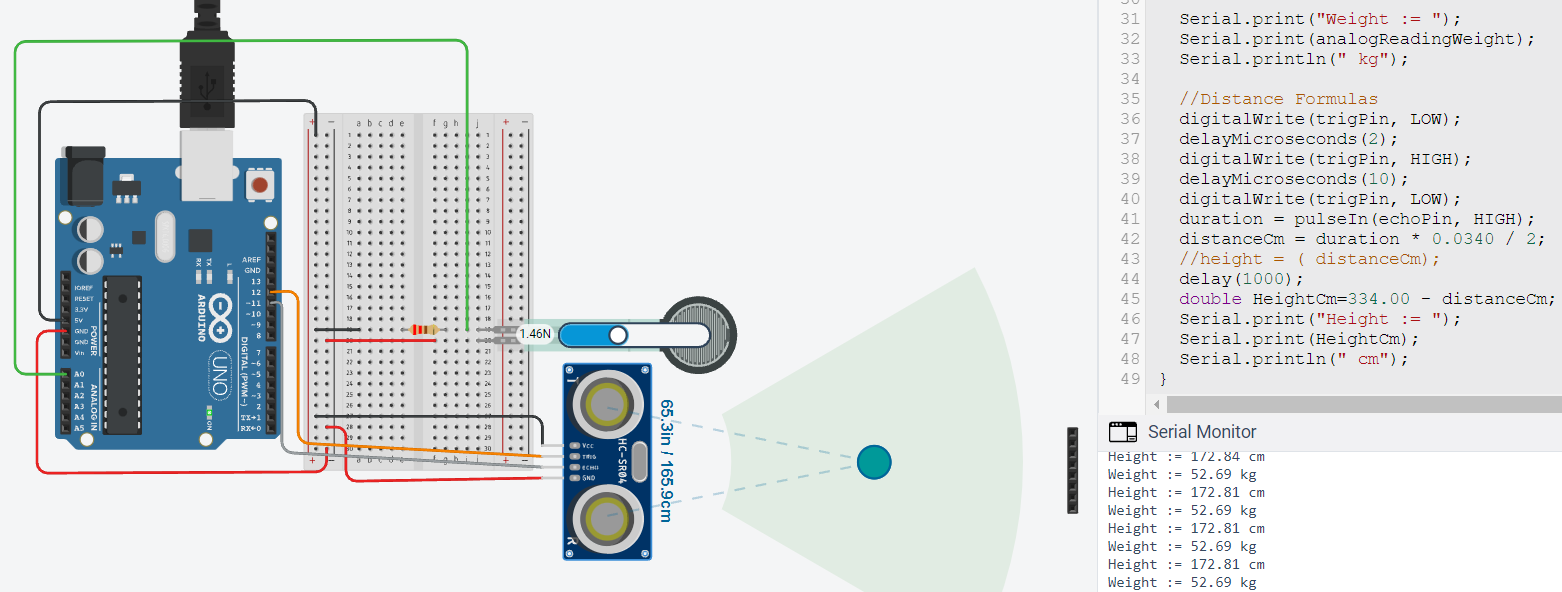 AREF
GND
13
12
~11
~10
~9
8
7
~6
~5
4
~3
2
TX→1
RX←0
DIGITAL (PWM~)
IOREF
RESET
3.3V
5V
GND
GND
Vin
POWER
A0
A1
A2
A3
A4
A5
ANALOG IN
RX
TX
L
ON
ARDUINO
UNO
a b c d e
f g h j
1.46N
HC-SR04
T
R
Vcc
TRIG
ECHO
GND
65.3in / 165.9cm
31 Serial.print("Weight := ");
32 Serial.print(analogReadingWeight);
33 Serial.println(" kg");
34
35 //Distance Formulas
36 digitalWrite(trigPin, LOW);
37 delayMicroseconds(2);
38 digitalWrite(trigPin, HIGH);
39 delayMicroseconds(10);
40 digitalWrite(trigPin, LOW);
41 duration = pulseIn(echoPin, HIGH);
42 distanceCm = duration * 0.0340 / 2;
43 //height = ( distanceCm);
44 delay(1000);
45 double HeightCm=334.00 - distanceCm;
46 Serial.print("Height := ");
47 Serial.print(HeightCm);
48 Serial.println(" cm");
49 }
Serial Monitor
Height := 172.84 cm
Weight := 52.69 kg
Height := 172.81 cm
Weight := 52.69 kg
Height := 172.81 cm
Weight := 52.69 kg
Height := 172.81 cm
Weight := 52.69 kg